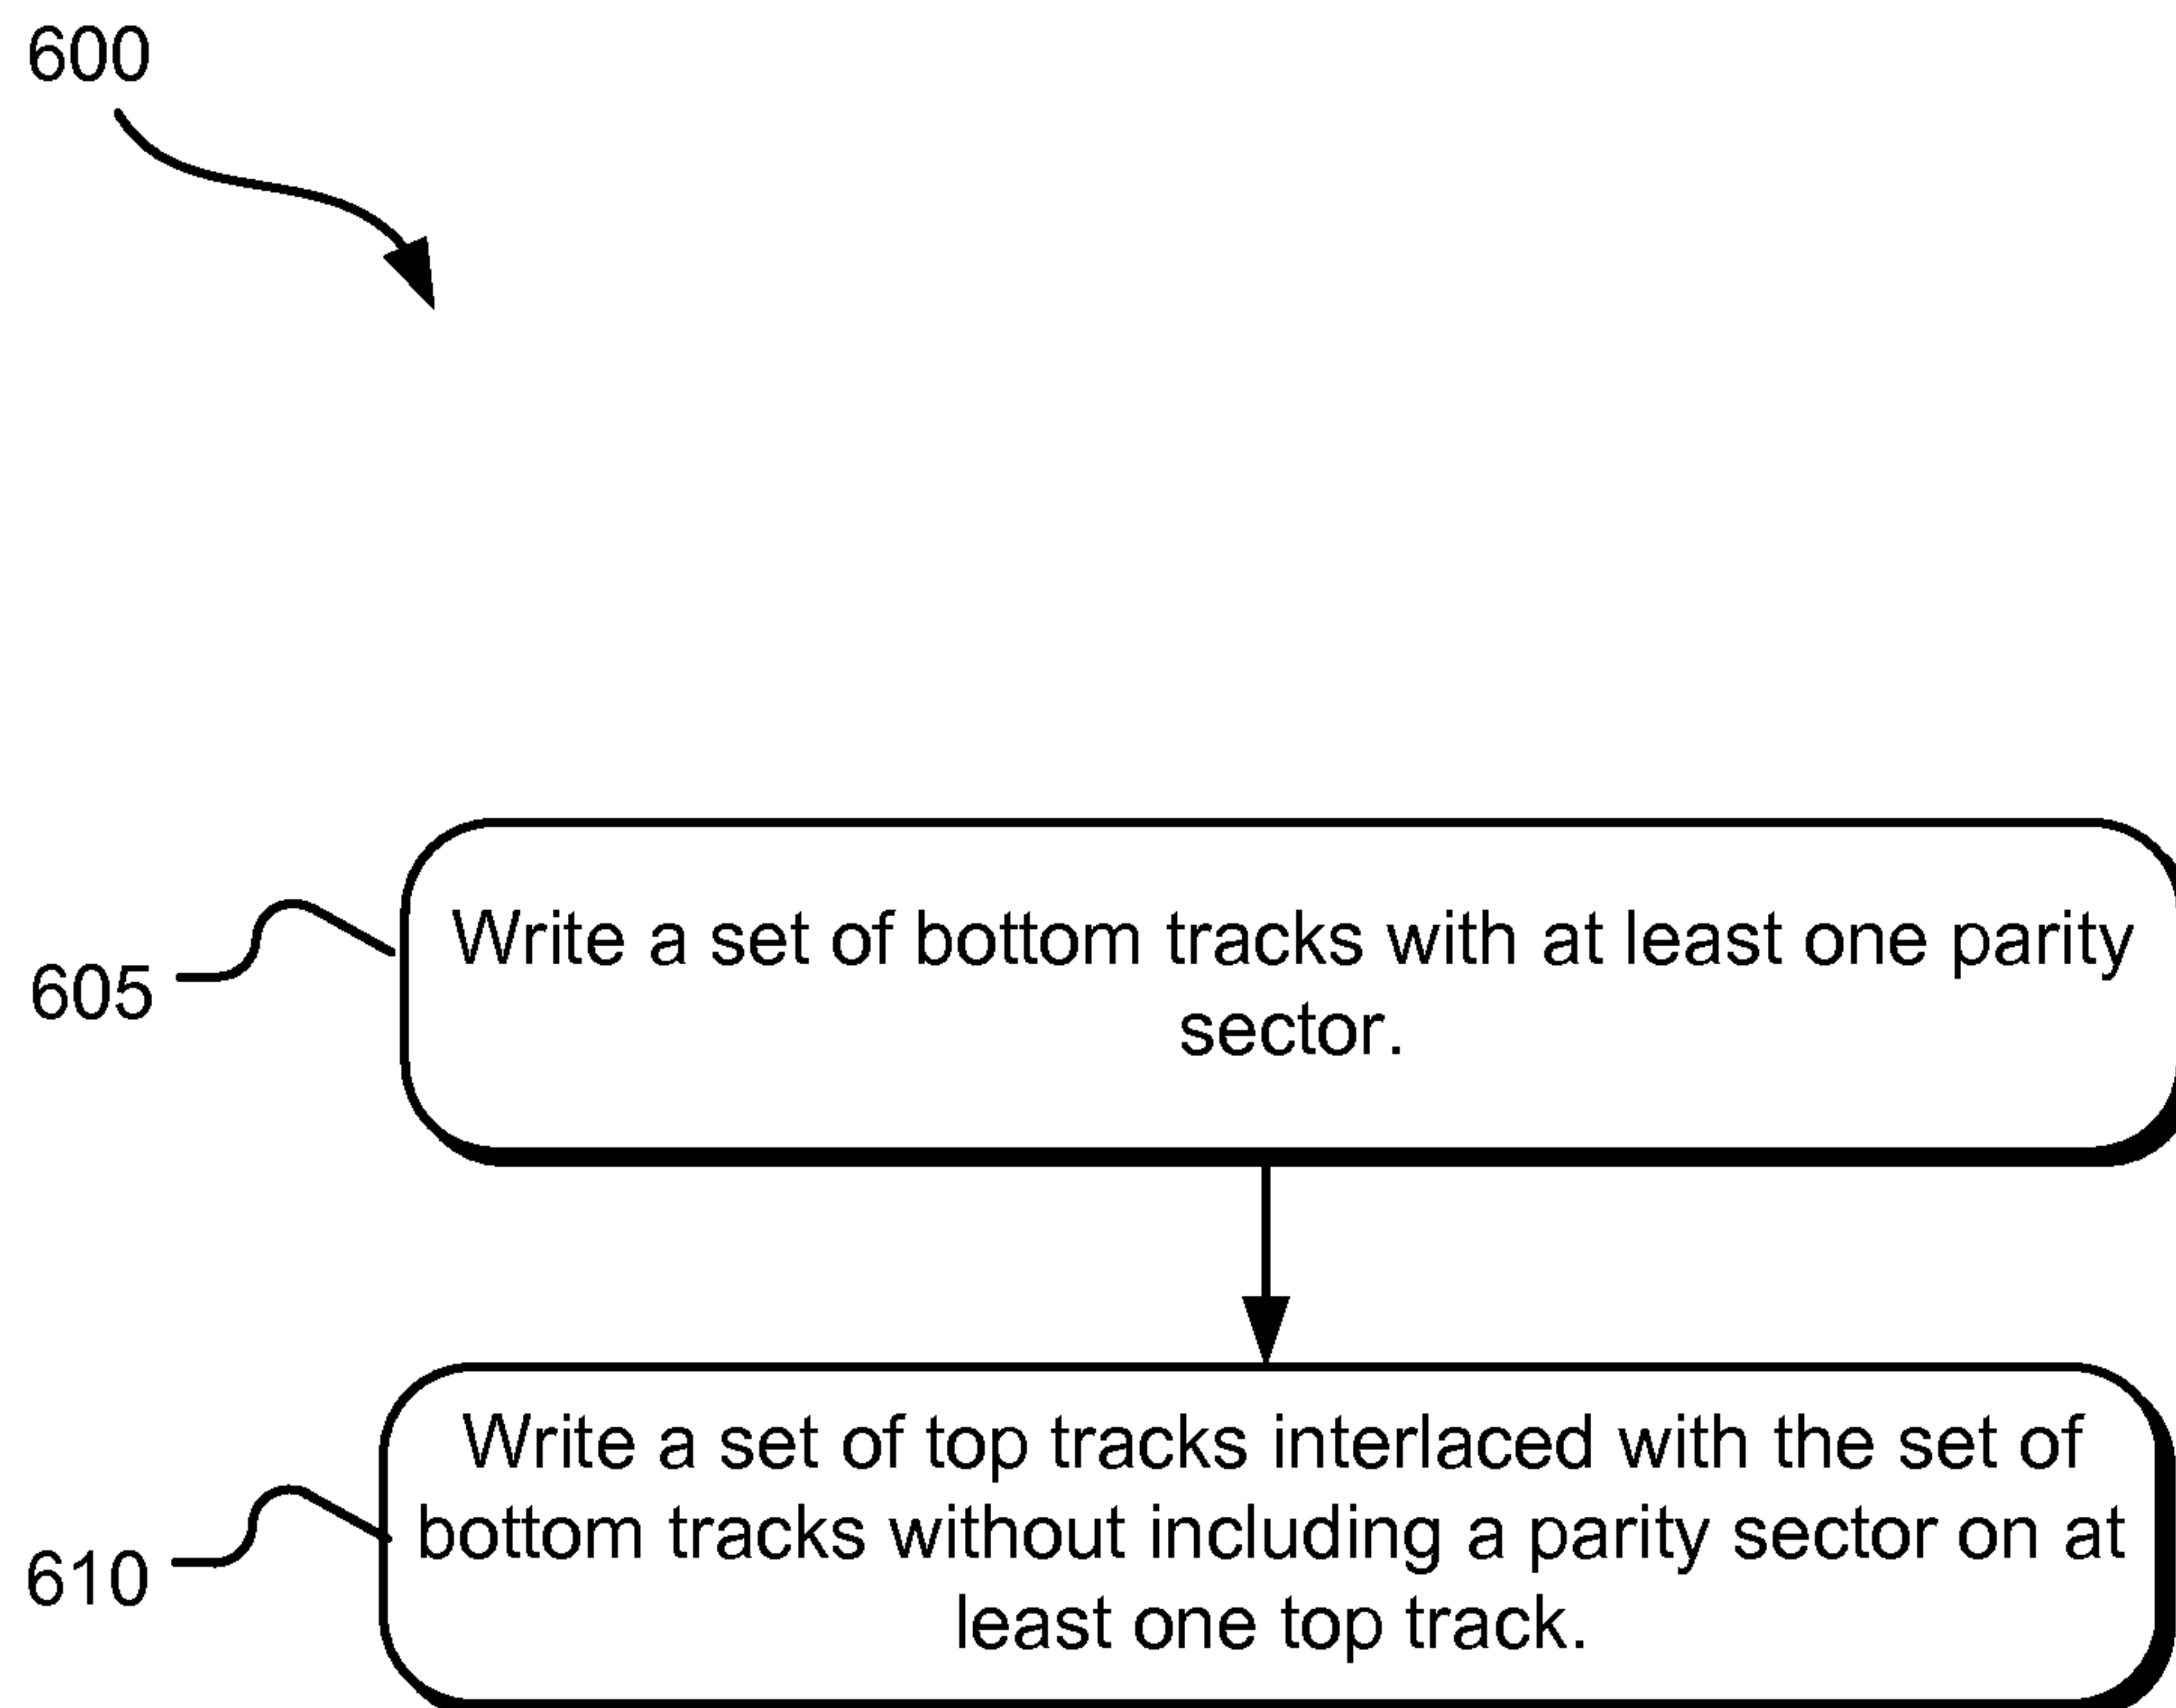 600
605
Write a set of bottom tracks with at least one parity
sector.
610
Write a set of top tracks interlaced with the set of
bottom tracks without including a parity sector on at
least one top track.